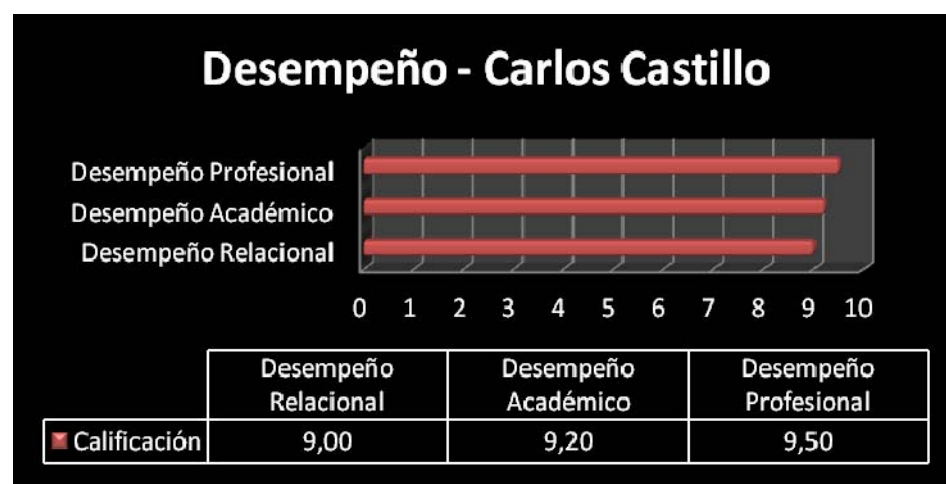 Desempeño - Carlos Castillo
Desempeño Profesional
Desempeño Académico
Desempeño Relacional
0 1 2 3 4 5 6 7 8 9 10
Desempeño Desempeño Desempeño
Relacional Académico Profesional
Calificación 9,00 9,20 9,50